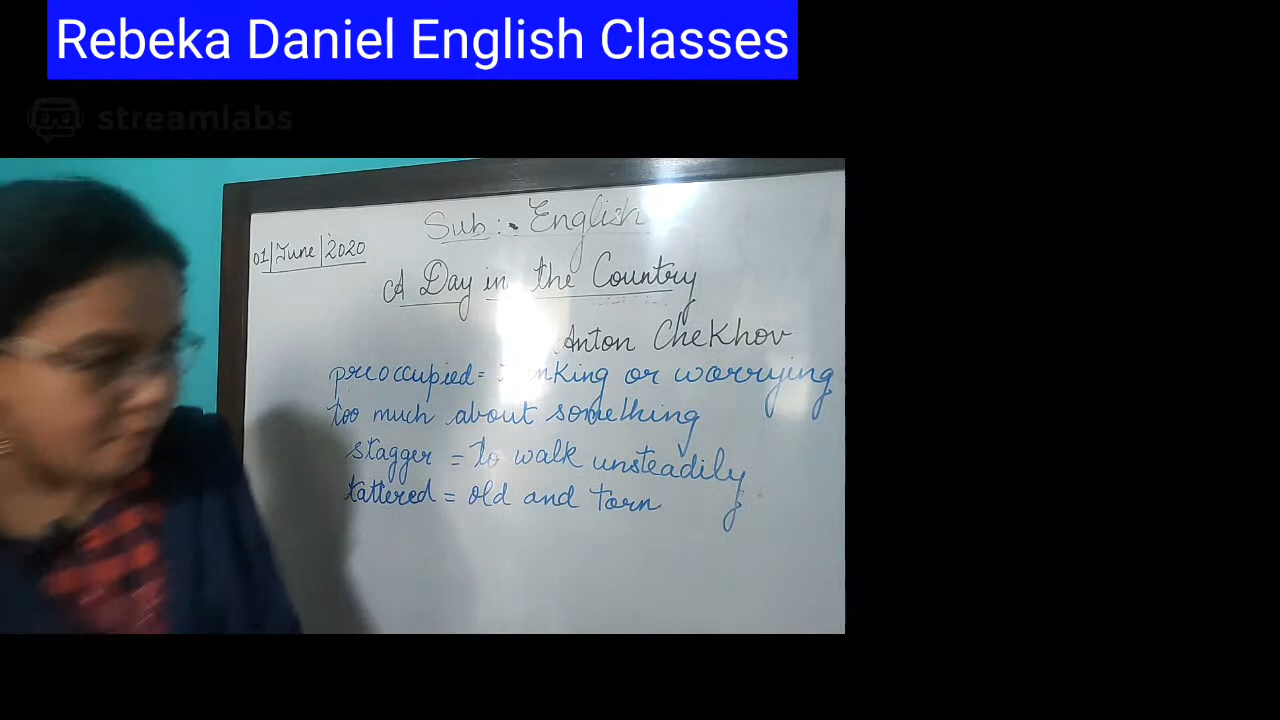 Rebeka Daniel English Classes
streamlabs
Sub:- English
01|June|2020
A Day in the Country
Anton Chekhov
preoccupied = thinking or worrying
too much about something
stagger = to walk unsteadily
tattered = old and torn